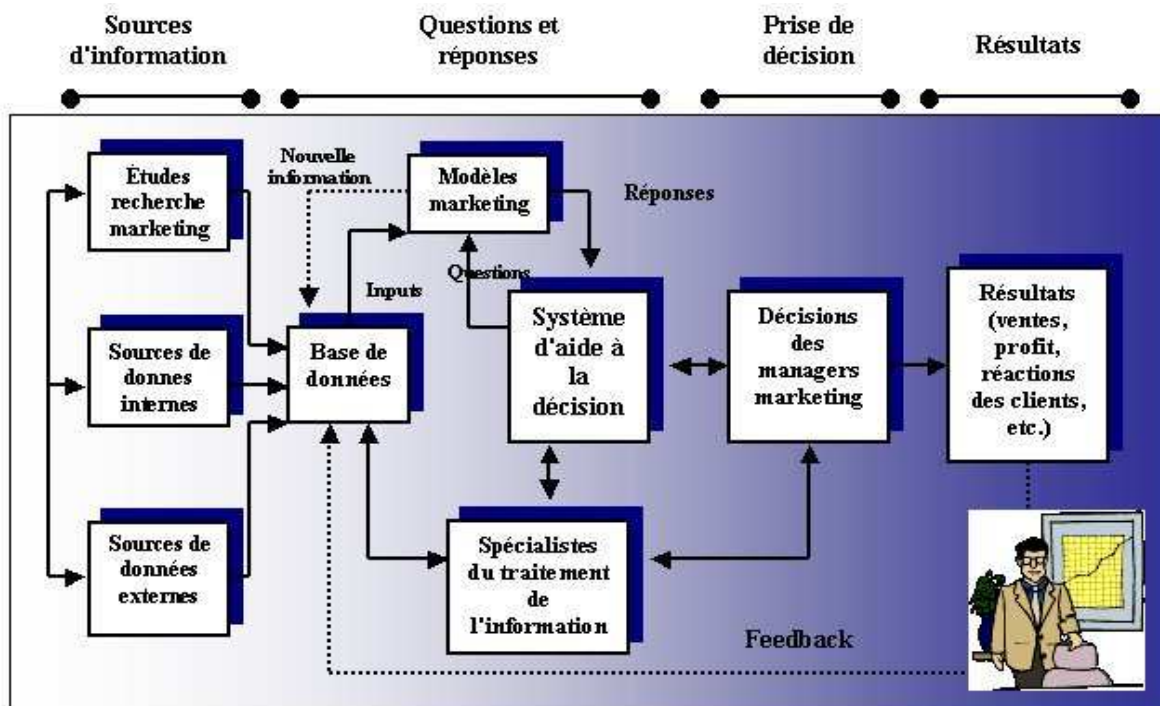 Sources
d'information
Questions et
réponses
Prise de
décision
Résultats
Études
recherche
marketing
Nouvelle
information
Modèles
marketing
Réponses
Questions
Inputs
Sources de
donnes
internes
Base de
données
Système
d'aide à
la
décision
Décisions
des
managers
marketing
Résultats
(ventes,
profit,
réactions
des clients,
etc.)
Sources de
données
externes
Spécialistes
du traitement
de
l'information
Feedback